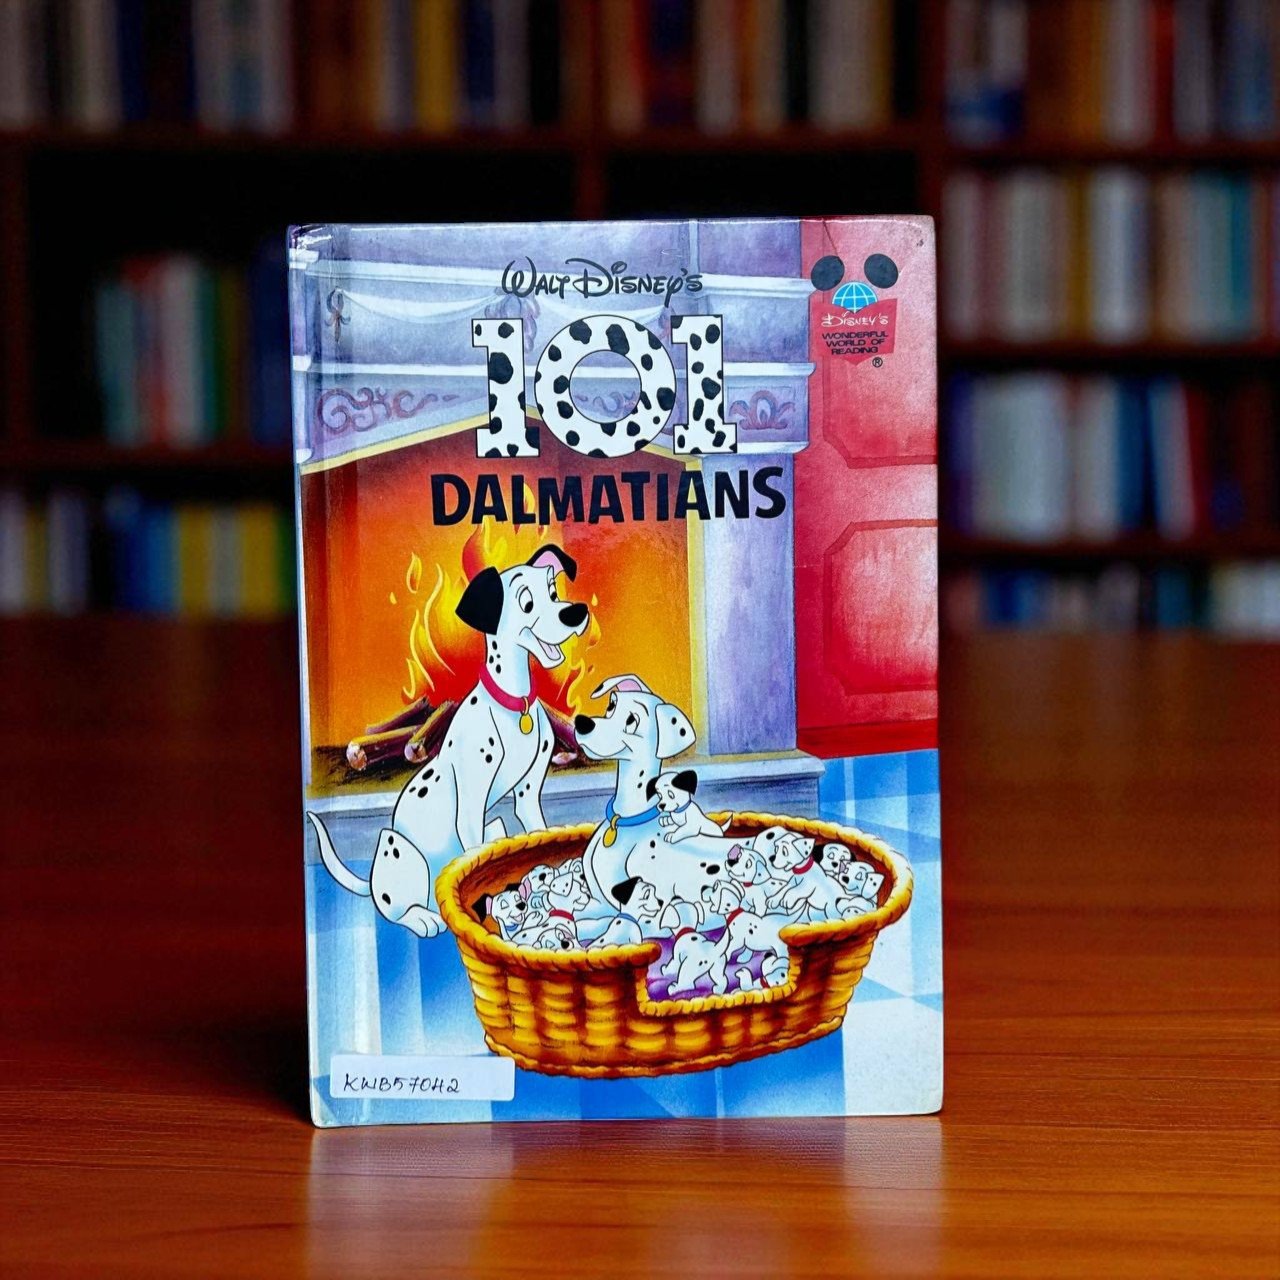 WALT DISNEY'S
101
DALMATIANS
DISNEY'S
WONDERFUL
WORLD OF
READING
®
KWB57042